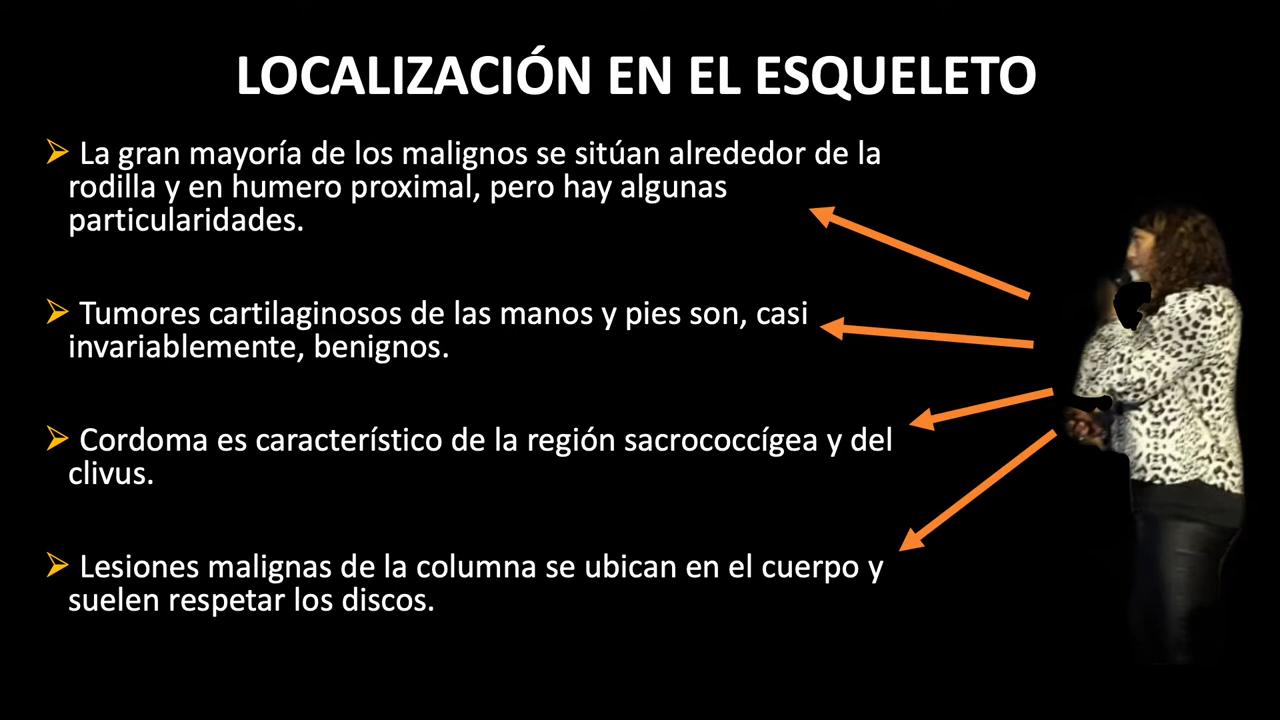 LOCALIZACIÓN EN EL ESQUELETO
La gran mayoría de los malignos se sitúan alrededor de la
rodilla y en humero proximal, pero hay algunas
particularidades.
Tumores cartilaginosos de las manos y pies son, casi
invariablemente, benignos.
Cordoma es característico de la región sacrococcígea y del
clivus.
Lesiones malignas de la columna se ubican en el cuerpo y
suelen respetar los discos.